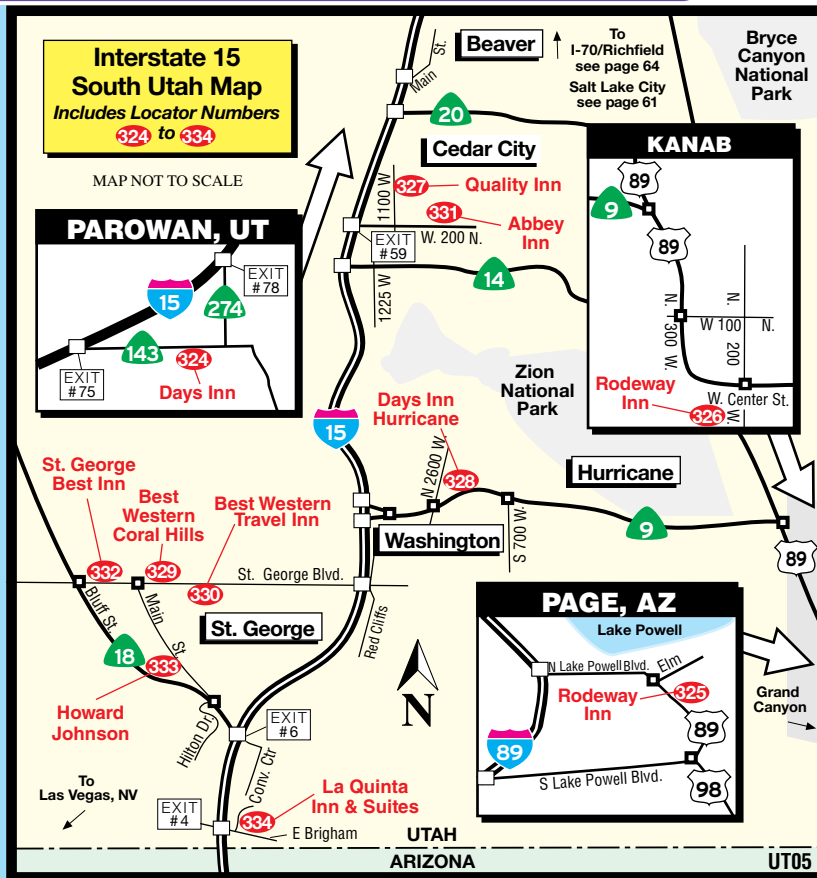 Interstate 15
South Utah Map
Includes Locator Numbers
324 to 334
MAP NOT TO SCALE
Beaver
Main St.
To
I-70/Richfield
see page 64
Salt Lake City
see page 61
Bryce
Canyon
National
Park
20
Cedar City
1100 W
327
Quality Inn
331
Abbey
Inn
W. 200 N.
EXIT
#59
1225 W
14
KANAB
89
9
89
N.
300 W.
N.
W 100 N.
200
W.
W. Center St.
Rodeway
Inn
326
PAROWAN, UT
EXIT
#78
15
274
143
324
EXIT
#75
Days Inn
Zion
National
Park
15
Days Inn
Hurricane
N 2600 W.
328
Hurricane
St. George
Best Inn
Best
Western
Coral Hills
Best Western
Travel Inn
Washington
S 700 W.
9
89
332
329
330
St. George Blvd.
Bluff St.
Main St.
St. George
Red Cliffs
18
333
Howard
Johnson
Hilton Dr.
N
EXIT
#6
Conv. Ctr
To
Las Vegas, NV
EXIT
#4
334
La Quinta
Inn & Suites
E Brigham
PAGE, AZ
Lake Powell
N Lake Powell Blvd.
Elm
Rodeway
Inn
325
89
89
S Lake Powell Blvd.
98
Grand
Canyon
UTAH
ARIZONA
UT05